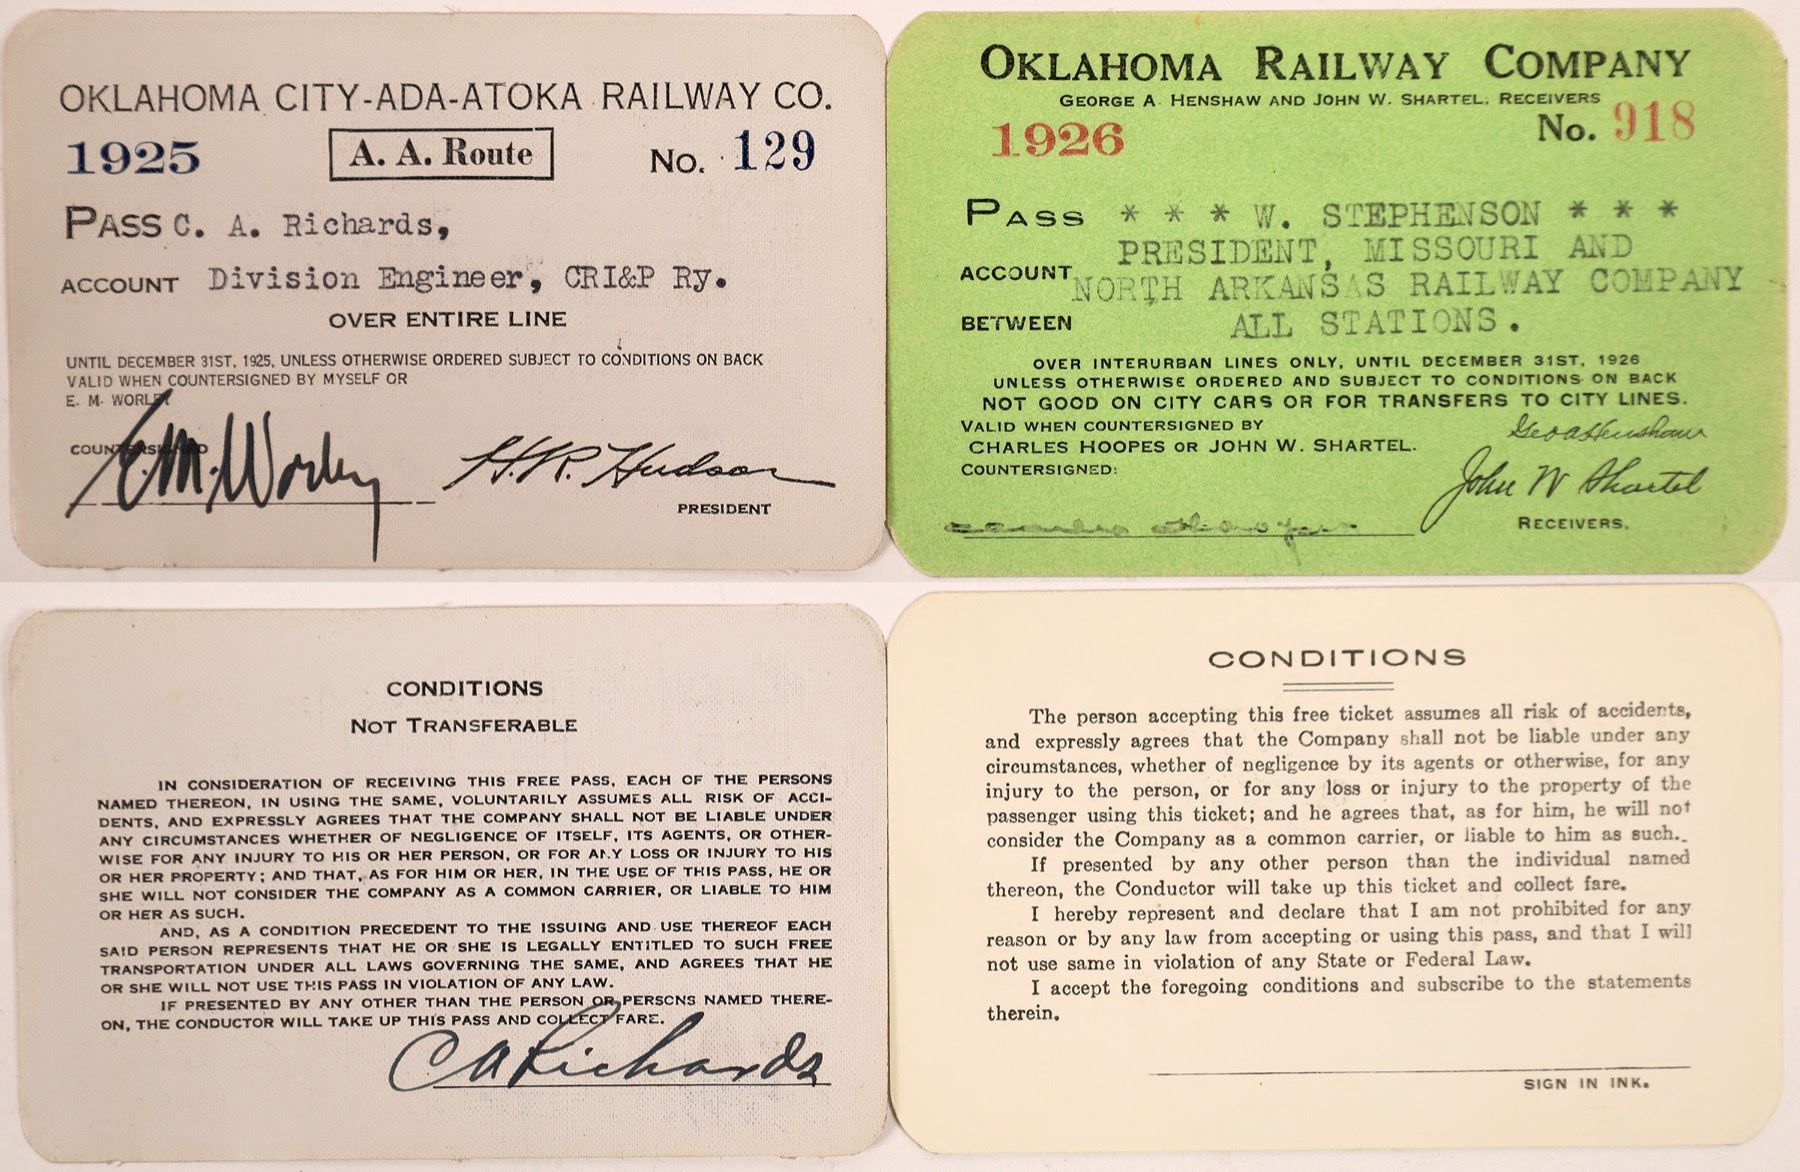 OKLAHOMA CITY-ADA-ATOKA RAILWAY CO.
1925 A. A. Route No. 129
PASS C. A. Richards,
ACCOUNT Division Engineer, CRI&P Ry.
OVER ENTIRE LINE
UNTIL DECEMBER 31ST, 1925, UNLESS OTHERWISE ORDERED SUBJECT TO CONDITIONS ON BACK
VALID WHEN COUNTERSIGNED BY MYSELF OR
E. M. WORLEY
COUNTERSIGNED
E. M. Worley H. R. Hudson
PRESIDENT
OKLAHOMA RAILWAY COMPANY
GEORGE A. HENSHAW AND JOHN W. SHARTEL, RECEIVERS
1926 No. 918
PASS * * * W. STEPHENSON * * *
PRESIDENT, MISSOURI AND
ACCOUNT NORTH ARKANSAS RAILWAY COMPANY
BETWEEN ALL STATIONS.
OVER INTERURBAN LINES ONLY, UNTIL DECEMBER 31ST, 1926
UNLESS OTHERWISE ORDERED AND SUBJECT TO CONDITIONS ON BACK
NOT GOOD ON CITY CARS OR FOR TRANSFERS TO CITY LINES.
VALID WHEN COUNTERSIGNED BY
CHARLES HOOPES OR JOHN W. SHARTEL.
COUNTERSIGNED:
Geo A Henshaw
John W Shartel
RECEIVERS.
CONDITIONS
NOT TRANSFERABLE
IN CONSIDERATION OF RECEIVING THIS FREE PASS, EACH OF THE PERSONS
NAMED THEREON, IN USING THE SAME, VOLUNTARILY ASSUMES ALL RISK OF ACCI-
DENTS, AND EXPRESSLY AGREES THAT THE COMPANY SHALL NOT BE LIABLE UNDER
ANY CIRCUMSTANCES WHETHER OF NEGLIGENCE OF ITSELF, ITS AGENTS, OR OTHER-
WISE FOR ANY INJURY TO HIS OR HER PERSON, OR FOR ANY LOSS OR INJURY TO HIS
OR HER PROPERTY; AND THAT, AS FOR HIM OR HER, IN THE USE OF THIS PASS, HE OR
SHE WILL NOT CONSIDER THE COMPANY AS A COMMON CARRIER, OR LIABLE TO HIM
OR HER AS SUCH.
AND, AS A CONDITION PRECEDENT TO THE ISSUING AND USE THEREOF EACH
SAID PERSON REPRESENTS THAT HE OR SHE IS LEGALLY ENTITLED TO SUCH FREE
TRANSPORTATION UNDER ALL LAWS GOVERNING THE SAME, AND AGREES THAT HE
OR SHE WILL NOT USE THIS PASS IN VIOLATION OF ANY LAW.
IF PRESENTED BY ANY OTHER THAN THE PERSON OR PERSONS NAMED THERE-
ON, THE CONDUCTOR WILL TAKE UP THIS PASS AND COLLECT FARE.
C A Richards
CONDITIONS
The person accepting this free ticket assumes all risk of accidents,
and expressly agrees that the Company shall not be liable under any
circumstances, whether of negligence by its agents or otherwise, for any
injury to the person, or for any loss or injury to the property of the
passenger using this ticket; and he agrees that, as for him, he will not
consider the Company as a common carrier, or liable to him as such.
If presented by any other person than the individual named
thereon, the Conductor will take up this ticket and collect fare.
I hereby represent and declare that I am not prohibited for any
reason or by any law from accepting or using this pass, and that I will
not use same in violation of any State or Federal Law.
I accept the foregoing conditions and subscribe to the statements
therein.
SIGN IN INK.